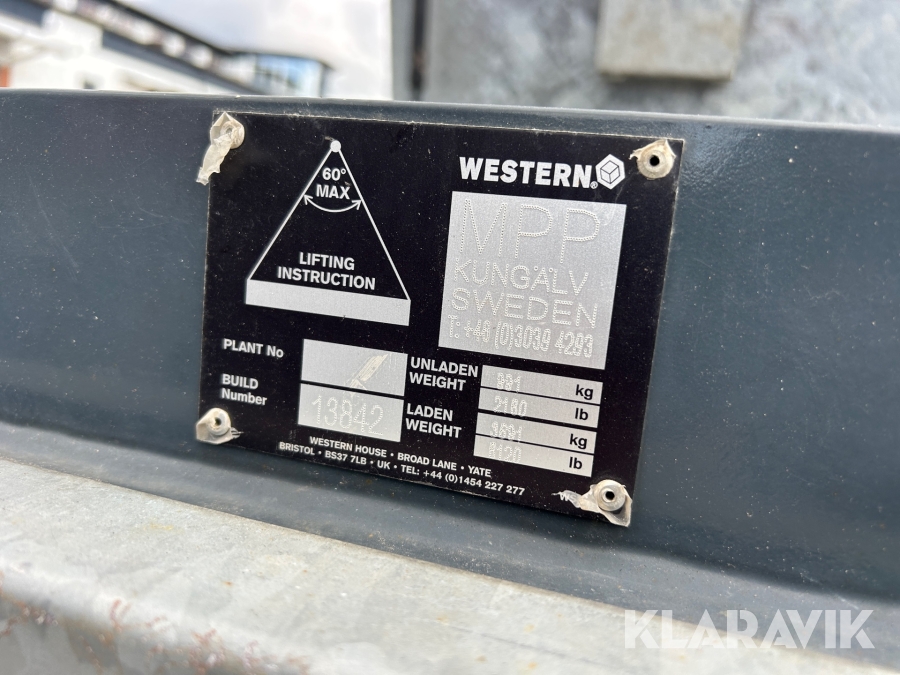 60°
MAX
LIFTING
INSTRUCTION
WESTERN®
MPP
KUNGÄLV
SWEDEN
T: +46 (0)3039 4293
PLANT No
BUILD
Number
13842
UNLADEN
WEIGHT
991 kg
2180 lb
LADEN
WEIGHT
3691 kg
8120 lb
WESTERN HOUSE • BROAD LANE • YATE
BRISTOL • BS37 7LB • UK • TEL: +44 (0)1454 227 277
KLARAVIK